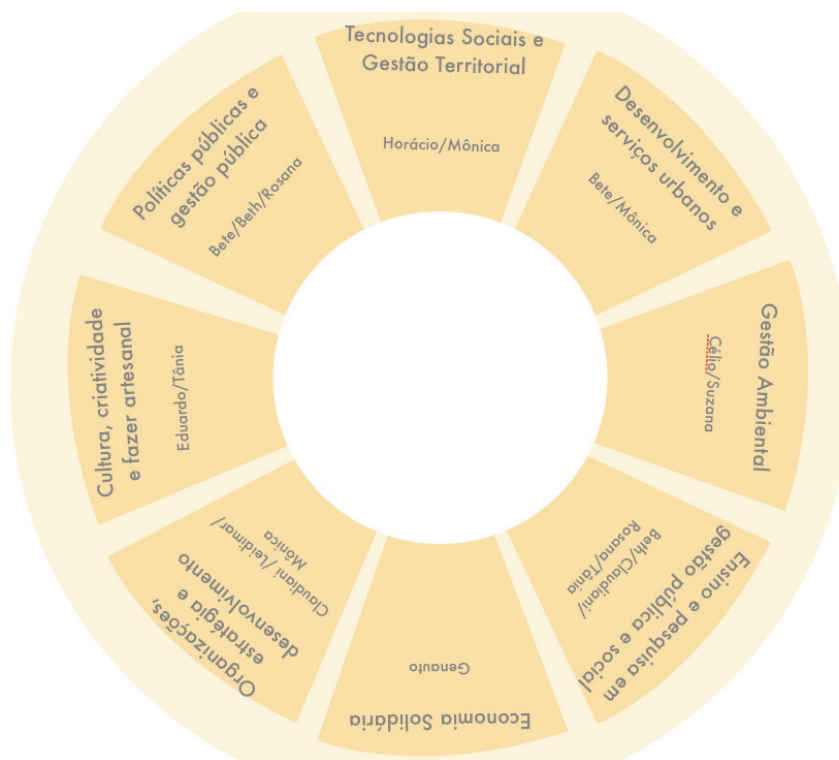 Tecnologias Sociais e
Gestão Territorial
Horácio/Mônica
Desenvolvimento e
serviços urbanos
Bete/Mônica
Gestão Ambiental
Célio/Suzana
Ensino e pesquisa em
gestão pública e social
Beth/Claudiani/
Rosana/Tânia
Economia Solidária
Genauto
Organizações,
estratégia e
desenvolvimento
Claudiani /Leidimar/
Mônica
Cultura, criatividade
e fazer artesanal
Eduardo/Tânia
Políticas públicas e
gestão pública
Bete/Beth/Rosana